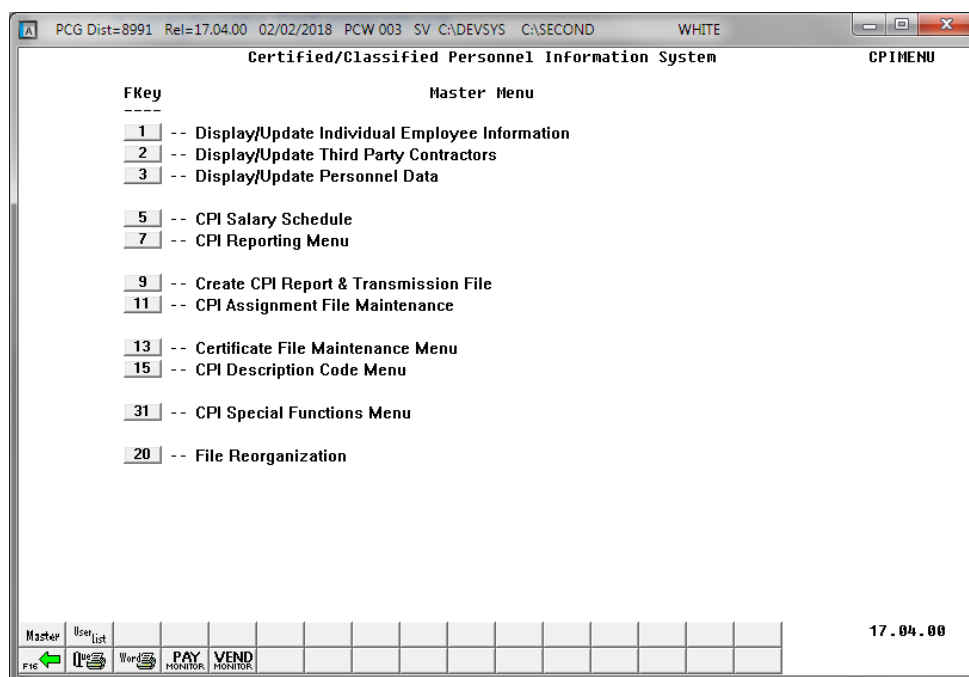 A PCG Dist=8991 Rel=17.04.00 02/02/2018 PCW 003 SV C:\DEVSYS C:\SECOND WHITE
Certified/Classified Personnel Information System CPIMENU
FKey Master Menu
----
1 -- Display/Update Individual Employee Information
2 -- Display/Update Third Party Contractors
3 -- Display/Update Personnel Data
5 -- CPI Salary Schedule
7 -- CPI Reporting Menu
9 -- Create CPI Report & Transmission File
11 -- CPI Assignment File Maintenance
13 -- Certificate File Maintenance Menu
15 -- CPI Description Code Menu
31 -- CPI Special Functions Menu
20 -- File Reorganization
Master User List 17.04.00
F16 Que Word PAY MONITOR VEND MONITOR